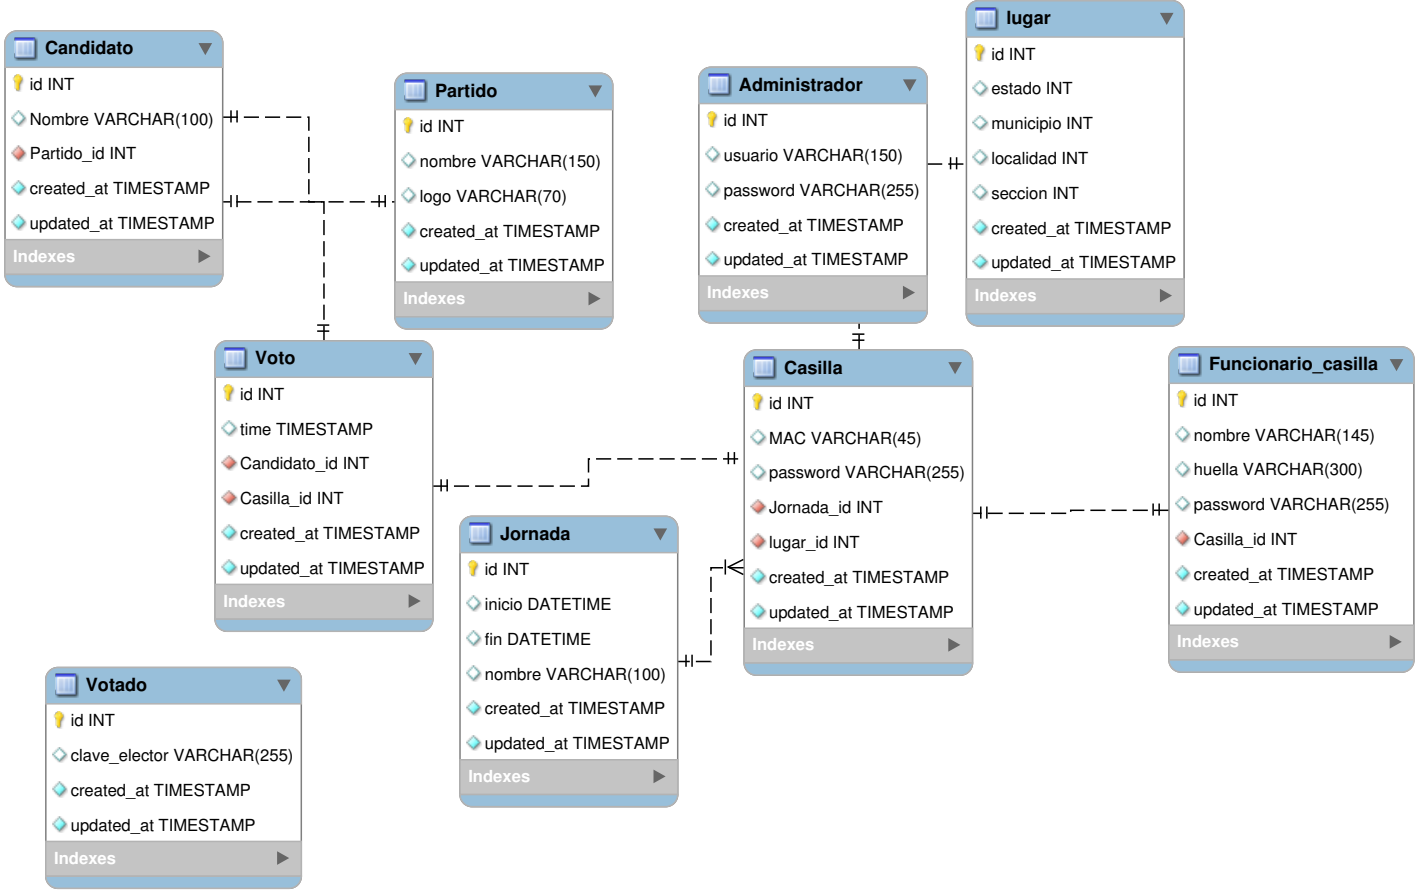 Candidato
id INT
Nombre VARCHAR(100)
Partido_id INT
created_at TIMESTAMP
updated_at TIMESTAMP
Indexes
Partido
id INT
nombre VARCHAR(150)
logo VARCHAR(70)
created_at TIMESTAMP
updated_at TIMESTAMP
Indexes
Administrador
id INT
usuario VARCHAR(150)
password VARCHAR(255)
created_at TIMESTAMP
updated_at TIMESTAMP
Indexes
lugar
id INT
estado INT
municipio INT
localidad INT
seccion INT
created_at TIMESTAMP
updated_at TIMESTAMP
Indexes
Voto
id INT
time TIMESTAMP
Candidato_id INT
Casilla_id INT
created_at TIMESTAMP
updated_at TIMESTAMP
Indexes
Casilla
id INT
MAC VARCHAR(45)
password VARCHAR(255)
Jornada_id INT
lugar_id INT
created_at TIMESTAMP
updated_at TIMESTAMP
Indexes
Funcionario_casilla
id INT
nombre VARCHAR(145)
huella VARCHAR(300)
password VARCHAR(255)
Casilla_id INT
created_at TIMESTAMP
updated_at TIMESTAMP
Indexes
Jornada
id INT
inicio DATETIME
fin DATETIME
nombre VARCHAR(100)
created_at TIMESTAMP
updated_at TIMESTAMP
Indexes
Votado
id INT
clave_elector VARCHAR(255)
created_at TIMESTAMP
updated_at TIMESTAMP
Indexes